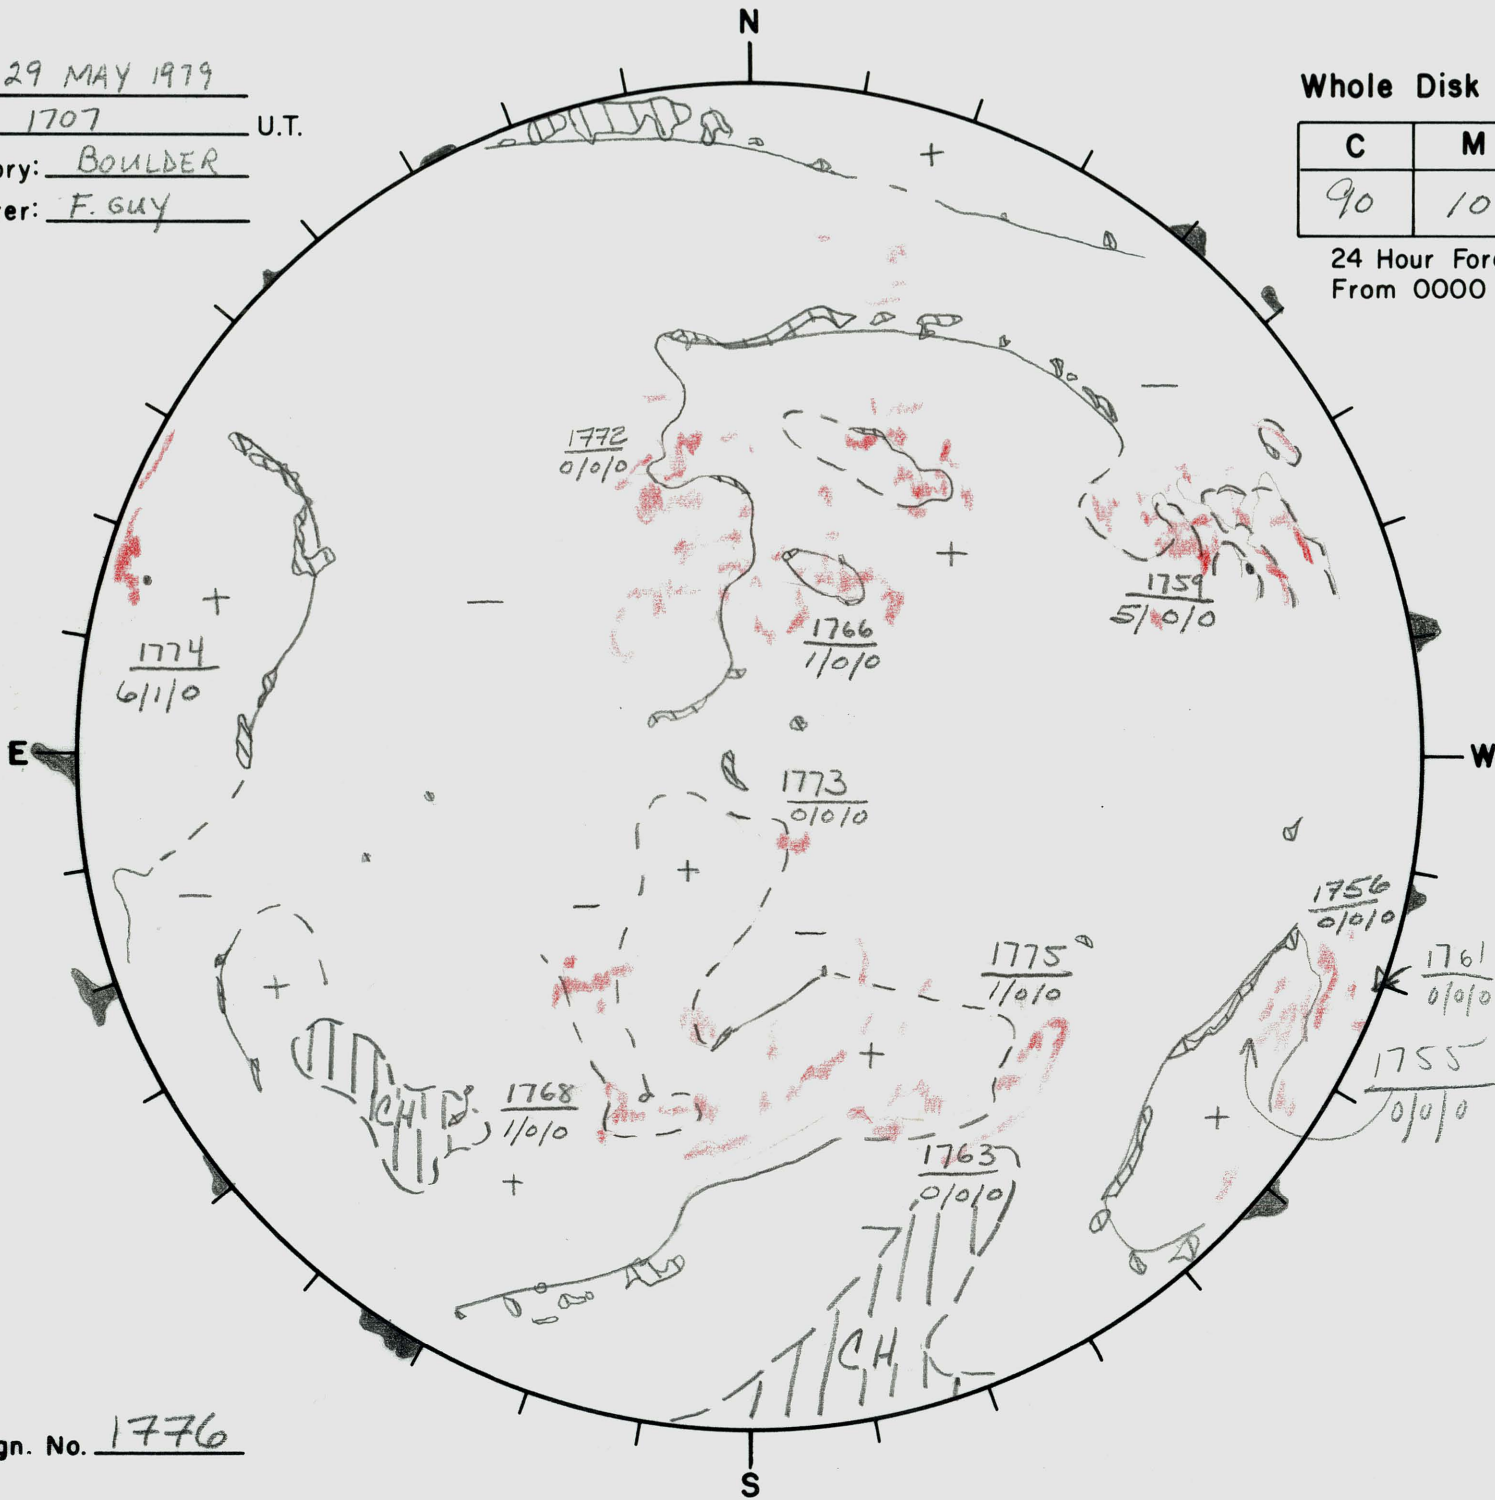 N
29 MAY 1979
1707 U.T.
ory: BOULDER
er: F. GUY
Whole Disk
C M
90 10
24 Hour Fore
From 0000
+
—
1772
0/0/0
+
1759
5/0/0
+
—
1766
1/0/0
1774
6/1/0
E
W
1773
0/0/0
+
—
—
—
1756
0/0/0
1775
1/0/0
1761
0/0/0
+
+
1755
0/0/0
1768
1/0/0
CH
+
+
1763
0/0/0
CH
gn. No. 1776
S